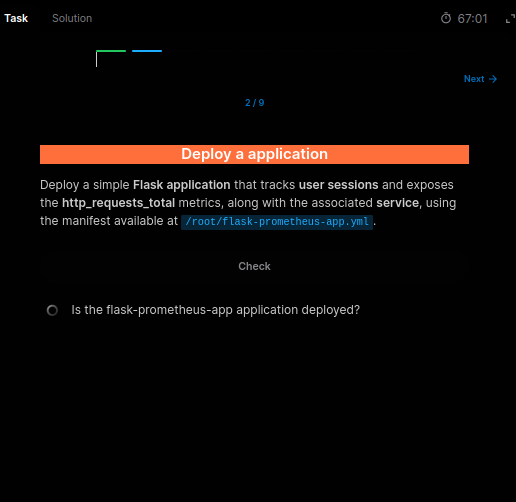 Task
Solution
67:01
Next →
2 / 9
Deploy a application
Deploy a simple Flask application that tracks user sessions and exposes
the http_requests_total metrics, along with the associated service, using
the manifest available at /root/flask-prometheus-app.yml.
Check
Is the flask-prometheus-app application deployed?